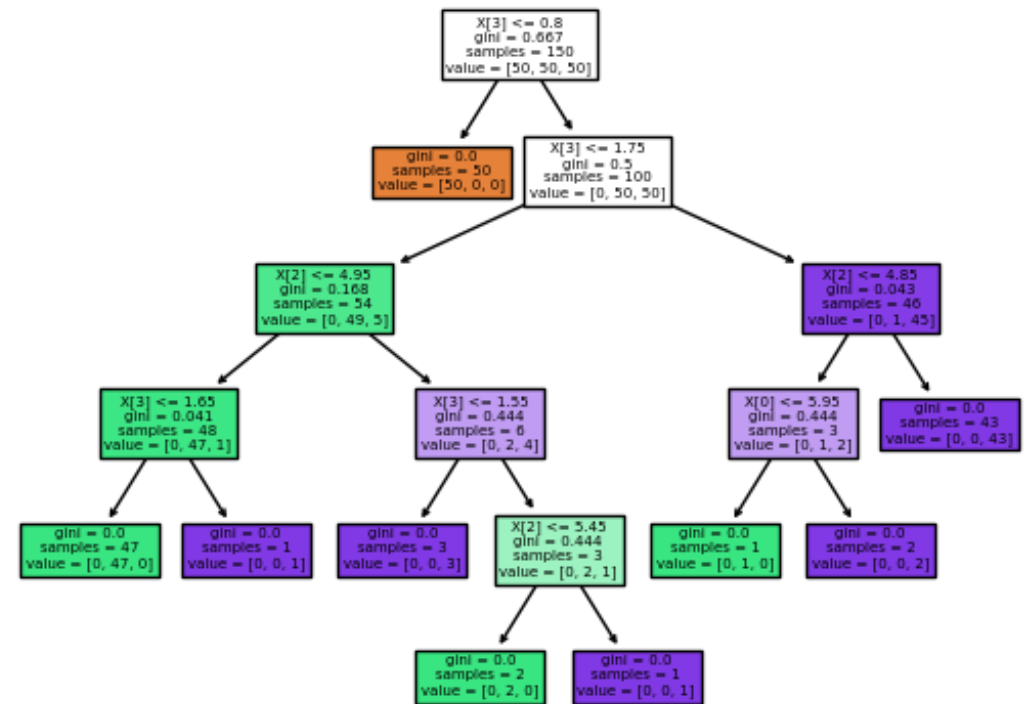 X[3] <= 0.8
gini = 0.667
samples = 150
value = [50, 50, 50]
gini = 0.0
samples = 50
value = [50, 0, 0]
X[3] <= 1.75
gini = 0.5
samples = 100
value = [0, 50, 50]
X[2] <= 4.95
gini = 0.168
samples = 54
value = [0, 49, 5]
X[2] <= 4.85
gini = 0.043
samples = 46
value = [0, 1, 45]
X[3] <= 1.65
gini = 0.041
samples = 48
value = [0, 47, 1]
X[3] <= 1.55
gini = 0.444
samples = 6
value = [0, 2, 4]
X[0] <= 5.95
gini = 0.444
samples = 3
value = [0, 1, 2]
gini = 0.0
samples = 43
value = [0, 0, 43]
gini = 0.0
samples = 47
value = [0, 47, 0]
gini = 0.0
samples = 1
value = [0, 0, 1]
gini = 0.0
samples = 3
value = [0, 0, 3]
X[2] <= 5.45
gini = 0.444
samples = 3
value = [0, 2, 1]
gini = 0.0
samples = 1
value = [0, 1, 0]
gini = 0.0
samples = 2
value = [0, 0, 2]
gini = 0.0
samples = 2
value = [0, 2, 0]
gini = 0.0
samples = 1
value = [0, 0, 1]